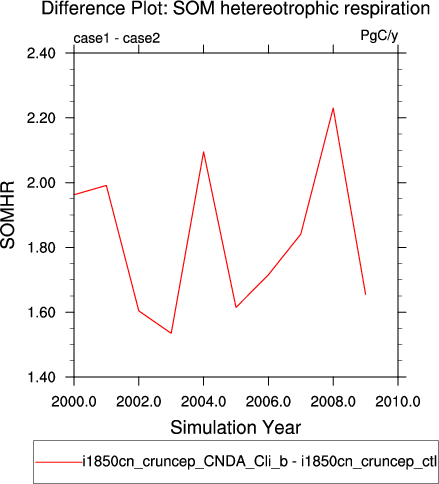 Difference Plot: SOM hetereotrophic respiration
case1 - case2
PgC/y
2.40
2.20
2.00
1.80
1.60
1.40
SOMHR
2000.0 2002.0 2004.0 2006.0 2008.0 2010.0
Simulation Year
i1850cn_cruncep_CNDA_Cli_b - i1850cn_cruncep_ctl